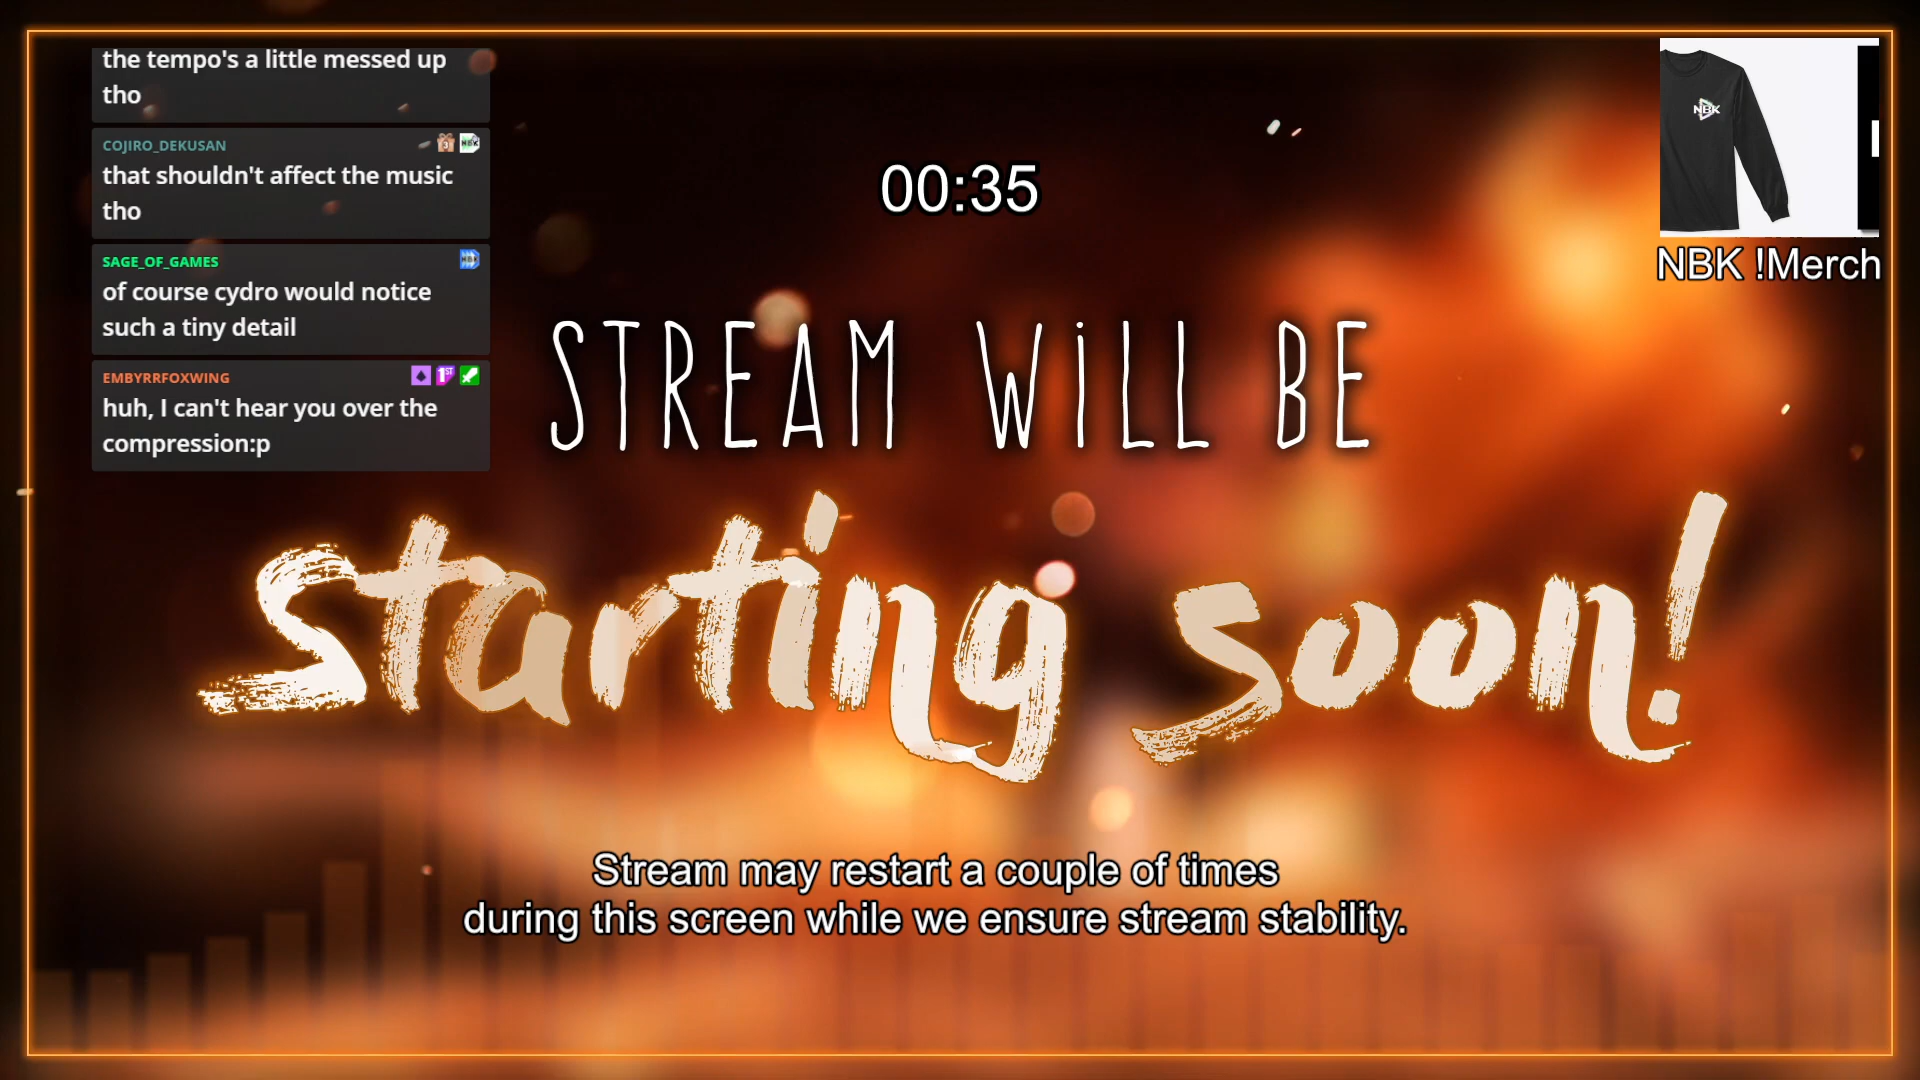 the tempo's a little messed up
tho
COJIRO_DEKUSAN
that shouldn't affect the music
tho
SAGE_OF_GAMES
of course cydro would notice
such a tiny detail
EMBYRRFOXWING
1ST
huh, I can't hear you over the
compression:p
00:35
NBK
NBK !Merch
STREAM WiLL BE
starting soon!
Stream may restart a couple of times
during this screen while we ensure stream stability.